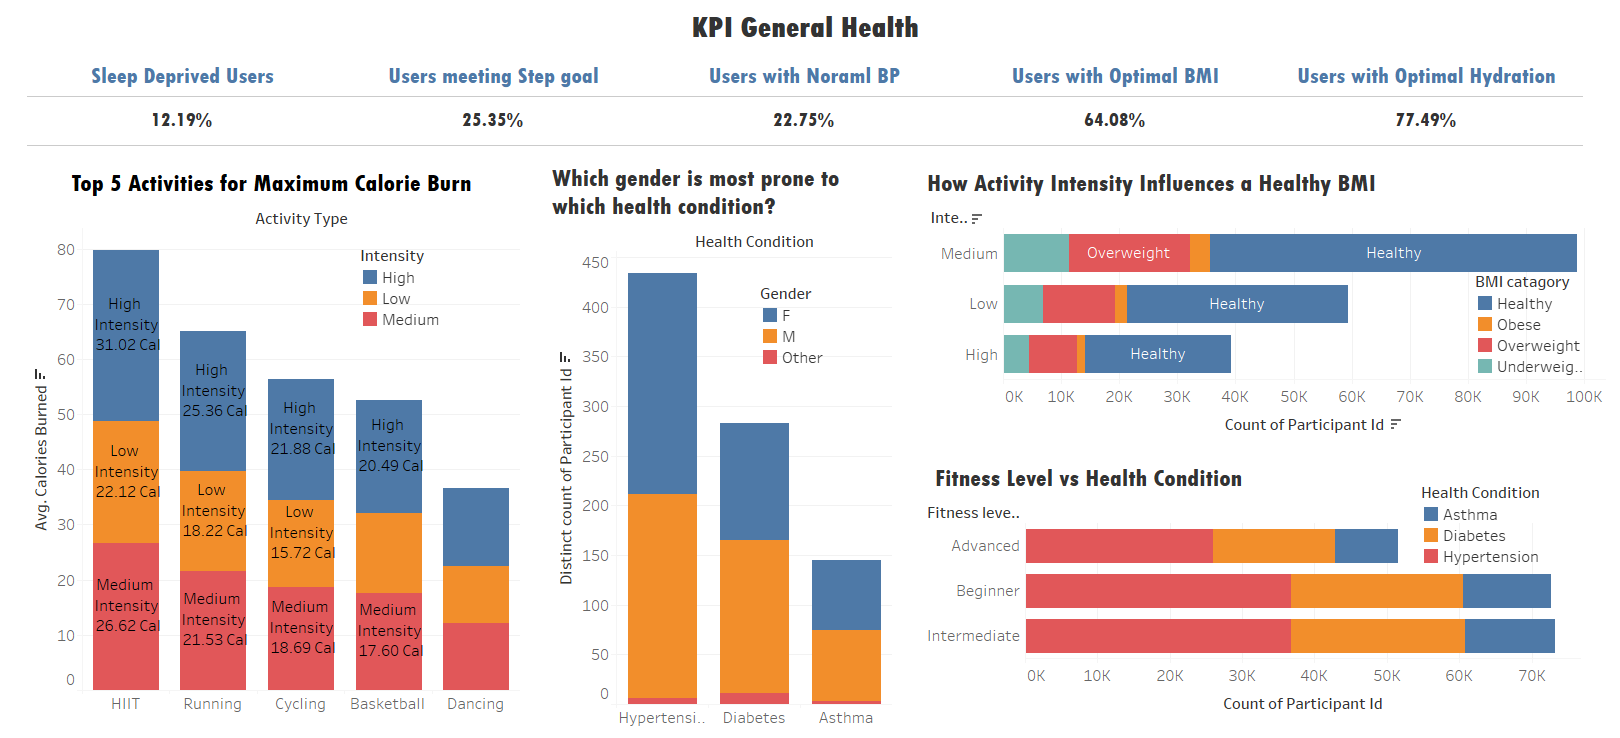 KPI General Health
Sleep Deprived Users
Users meeting Step goal
Users with Noraml BP
Users with Optimal BMI
Users with Optimal Hydration
12.19%
25.35%
22.75%
64.08%
77.49%
Top 5 Activities for Maximum Calorie Burn
Activity Type
Avg. Calories Burned
80
70
60
50
40
30
20
10
0
Intensity
High
Low
Medium
High
Intensity
31.02 Cal
Low
Intensity
22.12 Cal
Medium
Intensity
26.62 Cal
High
Intensity
25.36 Cal
Low
Intensity
18.22 Cal
Medium
Intensity
21.53 Cal
High
Intensity
21.88 Cal
Low
Intensity
15.72 Cal
Medium
Intensity
18.69 Cal
High
Intensity
20.49 Cal
Medium
Intensity
17.60 Cal
HIIT
Running
Cycling
Basketball
Dancing
Which gender is most prone to
which health condition?
Health Condition
Distinct count of Participant Id
450
400
350
300
250
200
150
100
50
0
Gender
F
M
Other
Hypertensi..
Diabetes
Asthma
How Activity Intensity Influences a Healthy BMI
Inte..
Medium
Overweight
Healthy
Low
Healthy
High
Healthy
BMI catagory
Healthy
Obese
Overweight
Underweig..
0K
10K
20K
30K
40K
50K
60K
70K
80K
90K
100K
Count of Participant Id
Fitness Level vs Health Condition
Health Condition
Asthma
Diabetes
Hypertension
Fitness leve..
Advanced
Beginner
Intermediate
0K
10K
20K
30K
40K
50K
60K
70K
Count of Participant Id